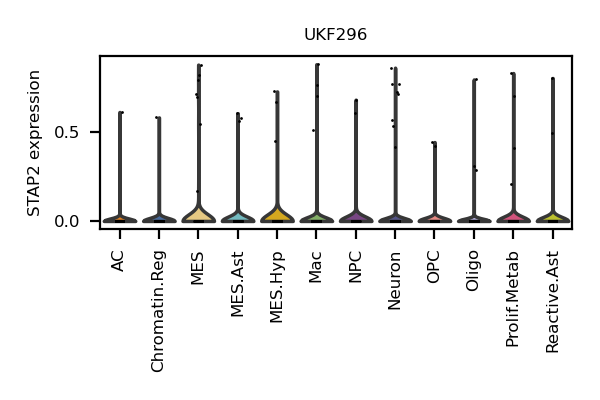 UKF296
STAP2 expression
0.5
0.0
AC
Chromatin.Reg
MES
MES.Ast
MES.Hyp
Mac
NPC
Neuron
OPC
Oligo
Prolif.Metab
Reactive.Ast